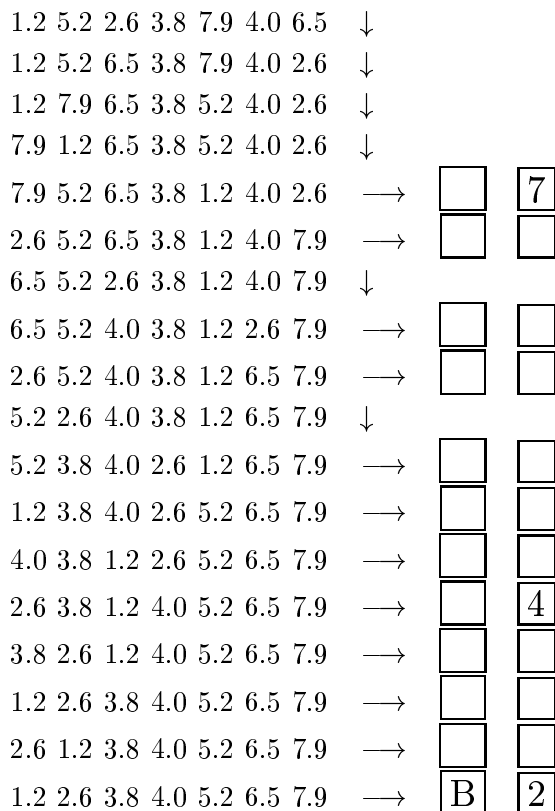 1.2 5.2 2.6 3.8 7.9 4.0 6.5 ↓
1.2 5.2 6.5 3.8 7.9 4.0 2.6 ↓
1.2 7.9 6.5 3.8 5.2 4.0 2.6 ↓
7.9 1.2 6.5 3.8 5.2 4.0 2.6 ↓
7.9 5.2 6.5 3.8 1.2 4.0 2.6 → 7
2.6 5.2 6.5 3.8 1.2 4.0 7.9 →
6.5 5.2 2.6 3.8 1.2 4.0 7.9 ↓
6.5 5.2 4.0 3.8 1.2 2.6 7.9 →
2.6 5.2 4.0 3.8 1.2 6.5 7.9 →
5.2 2.6 4.0 3.8 1.2 6.5 7.9 ↓
5.2 3.8 4.0 2.6 1.2 6.5 7.9 →
1.2 3.8 4.0 2.6 5.2 6.5 7.9 →
4.0 3.8 1.2 2.6 5.2 6.5 7.9 →
2.6 3.8 1.2 4.0 5.2 6.5 7.9 → 4
3.8 2.6 1.2 4.0 5.2 6.5 7.9 →
1.2 2.6 3.8 4.0 5.2 6.5 7.9 →
2.6 1.2 3.8 4.0 5.2 6.5 7.9 →
1.2 2.6 3.8 4.0 5.2 6.5 7.9 → B 2